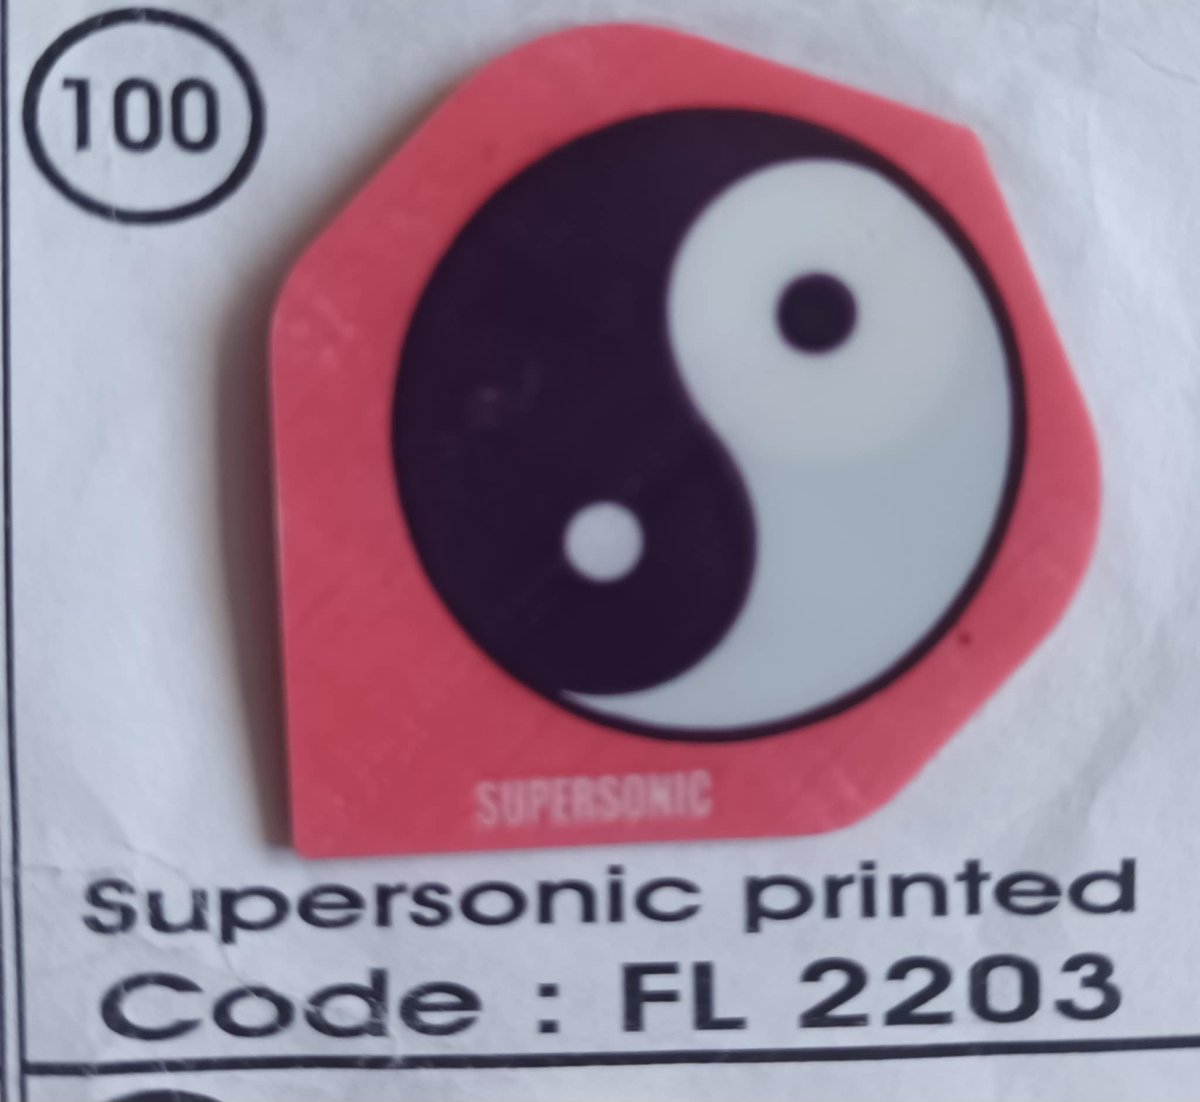 100
SUPERSONIC
Supersonic printed
Code : FL 2203